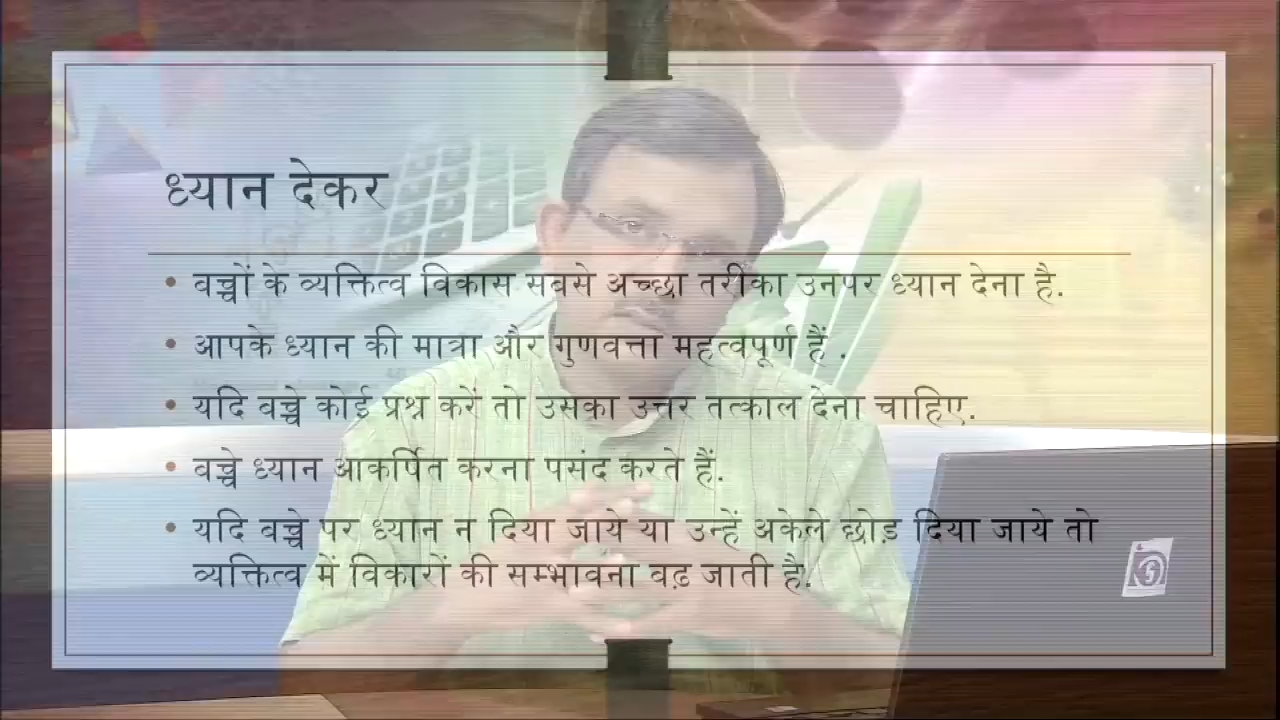 ध्यान देकर
• बच्चों के व्यक्तित्व विकास सबसे अच्छा तरीका उनपर ध्यान देना है.
• आपके ध्यान की मात्रा और गुणवत्ता महत्वपूर्ण हैं .
• यदि बच्चे कोई प्रश्न करें तो उसका उत्तर तत्काल देना चाहिए.
• बच्चे ध्यान आकर्षित करना पसंद करते हैं.
• यदि बच्चे पर ध्यान न दिया जाये या उन्हें अकेले छोड़ दिया जाये तो
व्यक्तित्व में विकारों की सम्भावना बढ़ जाती है.